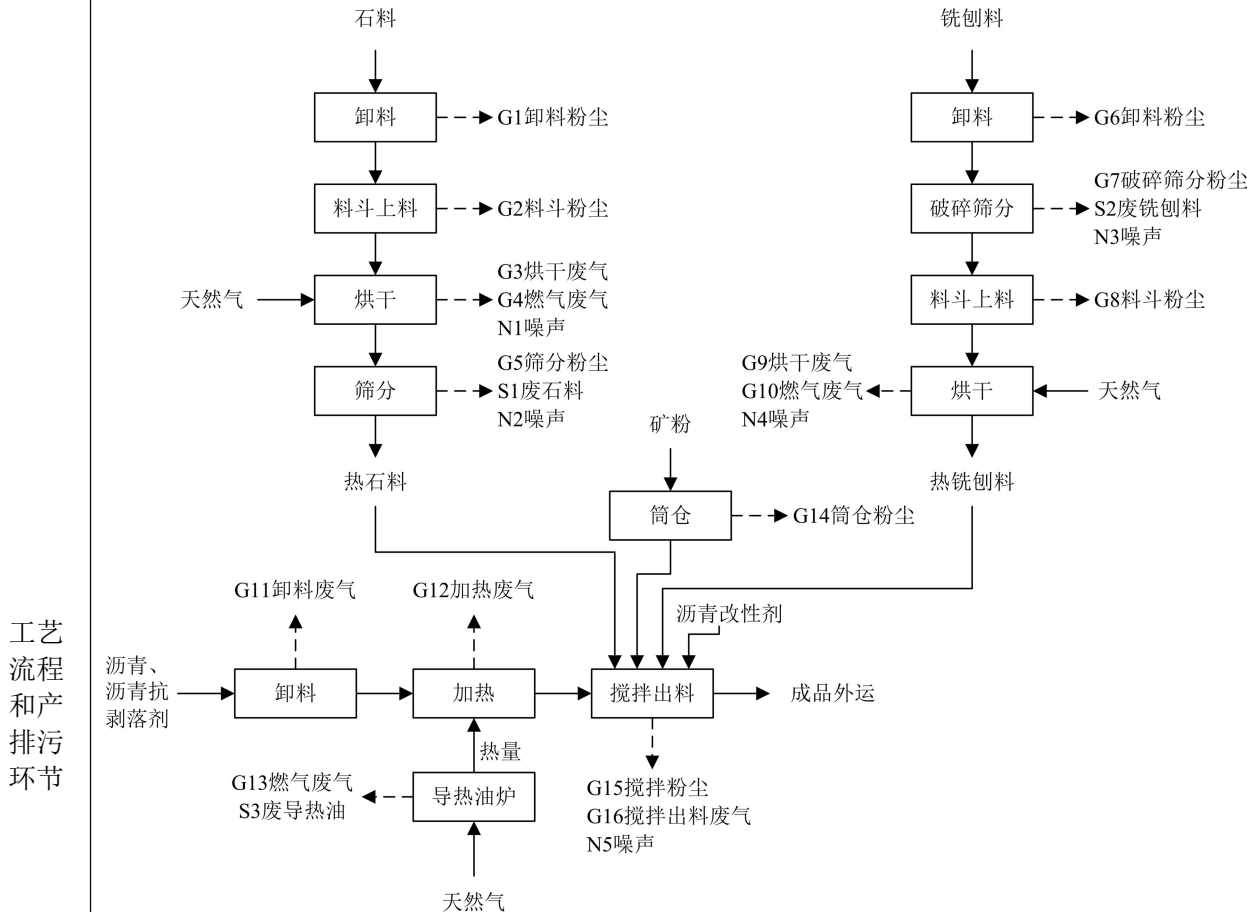 石料
铣刨料
卸料
G1卸料粉尘
卸料
G6卸料粉尘
料斗上料
G2料斗粉尘
破碎筛分
G7破碎筛分粉尘
S2废铣刨料
N3噪声
天然气
烘干
G3烘干废气
G4燃气废气
N1噪声
料斗上料
G8料斗粉尘
筛分
G5筛分粉尘
S1废石料
N2噪声
G9烘干废气
G10燃气废气
N4噪声
烘干
天然气
矿粉
热石料
热铣刨料
筒仓
G14筒仓粉尘
G11卸料废气
G12加热废气
沥青改性剂
工艺
流程
和产
排污
环节
沥青、
沥青抗
剥落剂
卸料
加热
搅拌出料
成品外运
热量
G13燃气废气
S3废导热油
导热油炉
G15搅拌粉尘
G16搅拌出料废气
N5噪声
天然气